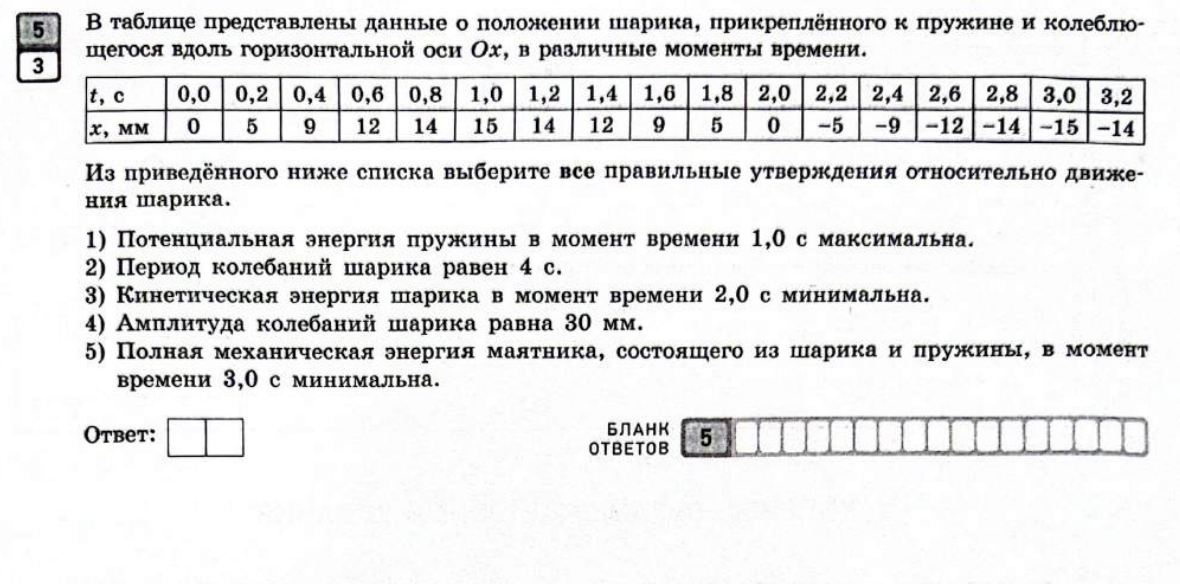 5
3
В таблице представлены данные о положении шарика, прикреплённого к пружине и колеблю-
щегося вдоль горизонтальной оси Ox, в различные моменты времени.
t, с 0,0 0,2 0,4 0,6 0,8 1,0 1,2 1,4 1,6 1,8 2,0 2,2 2,4 2,6 2,8 3,0 3,2
x, мм 0 5 9 12 14 15 14 12 9 5 0 −5 −9 −12 −14 −15 −14
Из приведённого ниже списка выберите все правильные утверждения относительно движе-
ния шарика.
1) Потенциальная энергия пружины в момент времени 1,0 с максимальна.
2) Период колебаний шарика равен 4 с.
3) Кинетическая энергия шарика в момент времени 2,0 с минимальна.
4) Амплитуда колебаний шарика равна 30 мм.
5) Полная механическая энергия маятника, состоящего из шарика и пружины, в момент
времени 3,0 с минимальна.
Ответ:
БЛАНК
ОТВЕТОВ
5